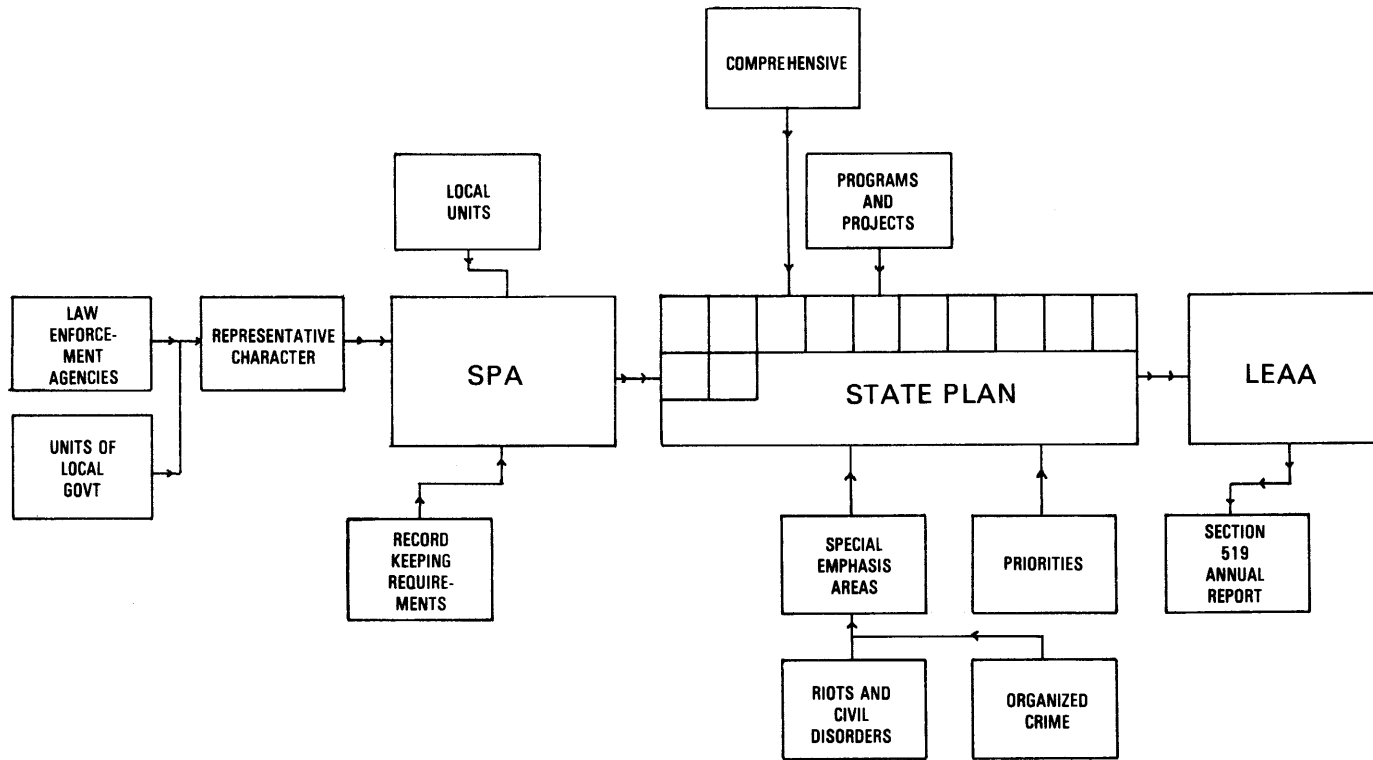 COMPREHENSIVE
LOCAL
UNITS
PROGRAMS
AND
PROJECTS
LAW
ENFORCE-
MENT
AGENCIES
REPRESENTATIVE
CHARACTER
SPA
STATE PLAN
LEAA
UNITS OF
LOCAL
GOVT
RECORD
KEEPING
REQUIRE-
MENTS
SPECIAL
EMPHASIS
AREAS
PRIORITIES
SECTION
519
ANNUAL
REPORT
RIOTS AND
CIVIL
DISORDERS
ORGANIZED
CRIME